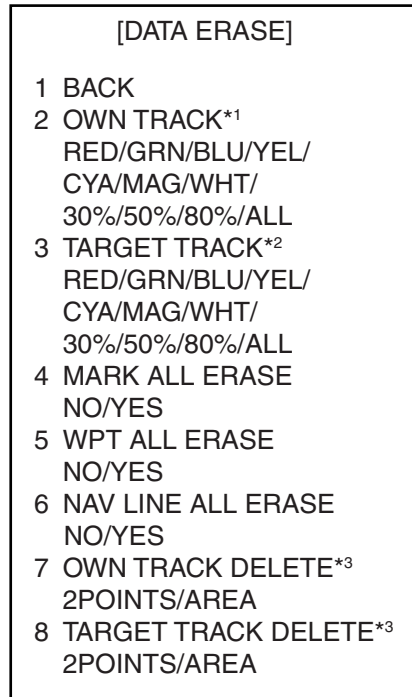 [DATA ERASE]
1 BACK
2 OWN TRACK*1
RED/GRN/BLU/YEL/
CYA/MAG/WHT/
30%/50%/80%/ALL
3 TARGET TRACK*2
RED/GRN/BLU/YEL/
CYA/MAG/WHT/
30%/50%/80%/ALL
4 MARK ALL ERASE
NO/YES
5 WPT ALL ERASE
NO/YES
6 NAV LINE ALL ERASE
NO/YES
7 OWN TRACK DELETE*3
2POINTS/AREA
8 TARGET TRACK DELETE*3
2POINTS/AREA